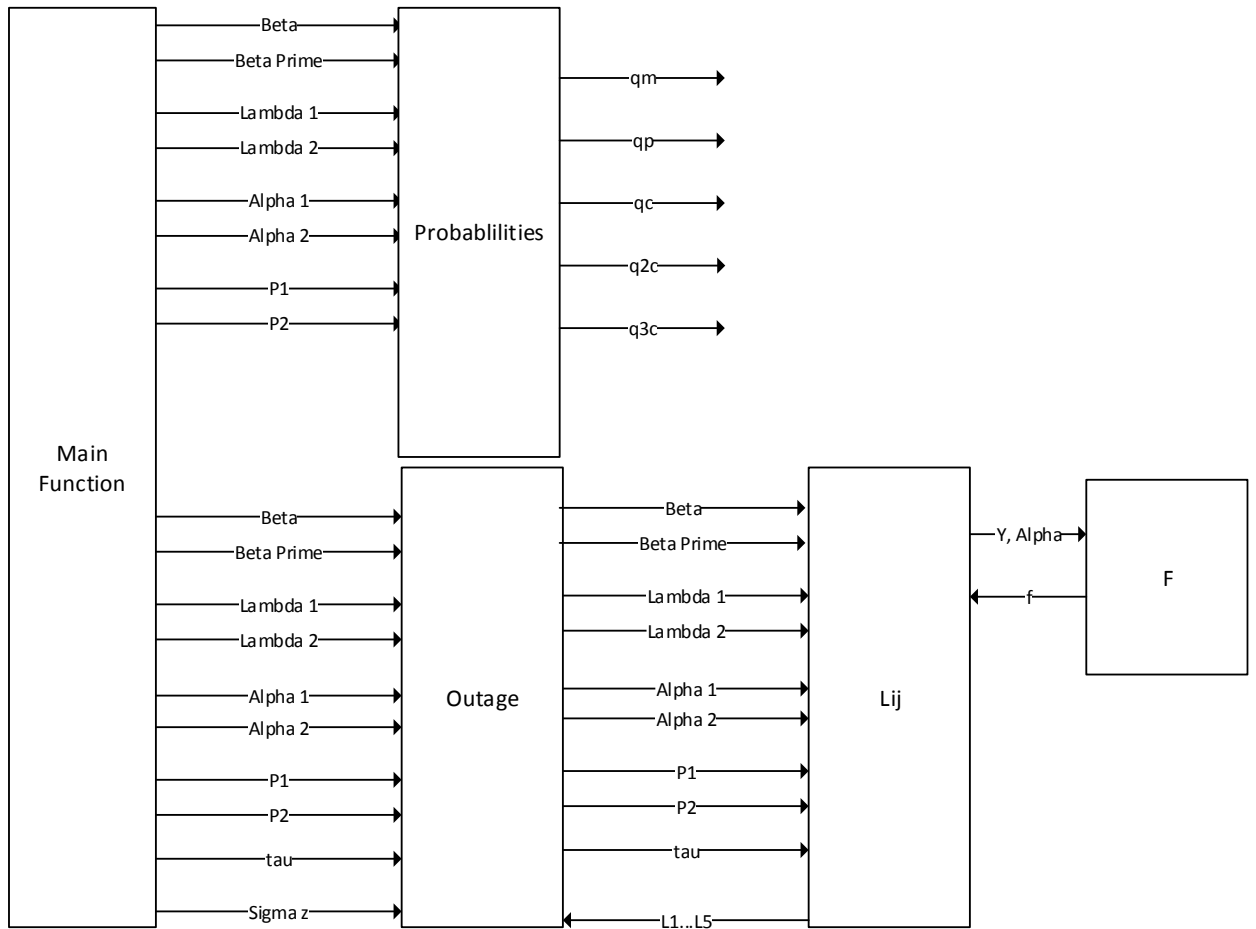 Main
Function
Beta
Beta Prime
Lambda 1
Lambda 2
Alpha 1
Alpha 2
P1
P2
Probablilities
qm
qp
qc
q2c
q3c
Beta
Beta Prime
Lambda 1
Lambda 2
Alpha 1
Alpha 2
P1
P2
tau
Sigma z
Outage
Beta
Beta Prime
Lambda 1
Lambda 2
Alpha 1
Alpha 2
P1
P2
tau
L1...L5
Lij
Y, Alpha
f
F